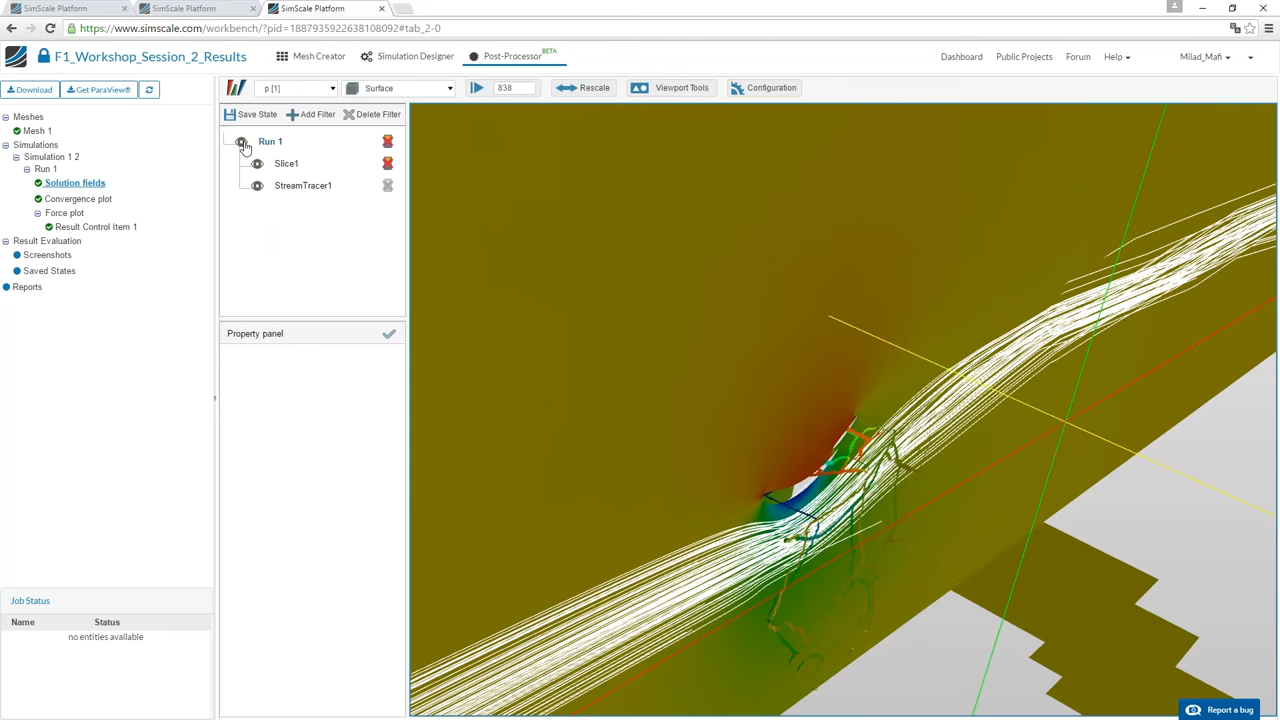 SimScale Platform
SimScale Platform
SimScale Platform
https://www.simscale.com/workbench/?pid=1887935922638108092#tab_2-0
F1_Workshop_Session_2_Results
Mesh Creator
Simulation Designer
Post-Processor BETA
Dashboard
Public Projects
Forum
Help
Milad_Mafi
Download
Get ParaView®
p [1]
Surface
838
Rescale
Viewport Tools
Configuration
Save State
Add Filter
Delete Filter
Meshes
Mesh 1
Simulations
Simulation 1 2
Run 1
Solution fields
Convergence plot
Force plot
Result Control Item 1
Result Evaluation
Screenshots
Saved States
Reports
Run 1
Slice1
StreamTracer1
Property panel
Job Status
Name Status
no entities available
Report a bug